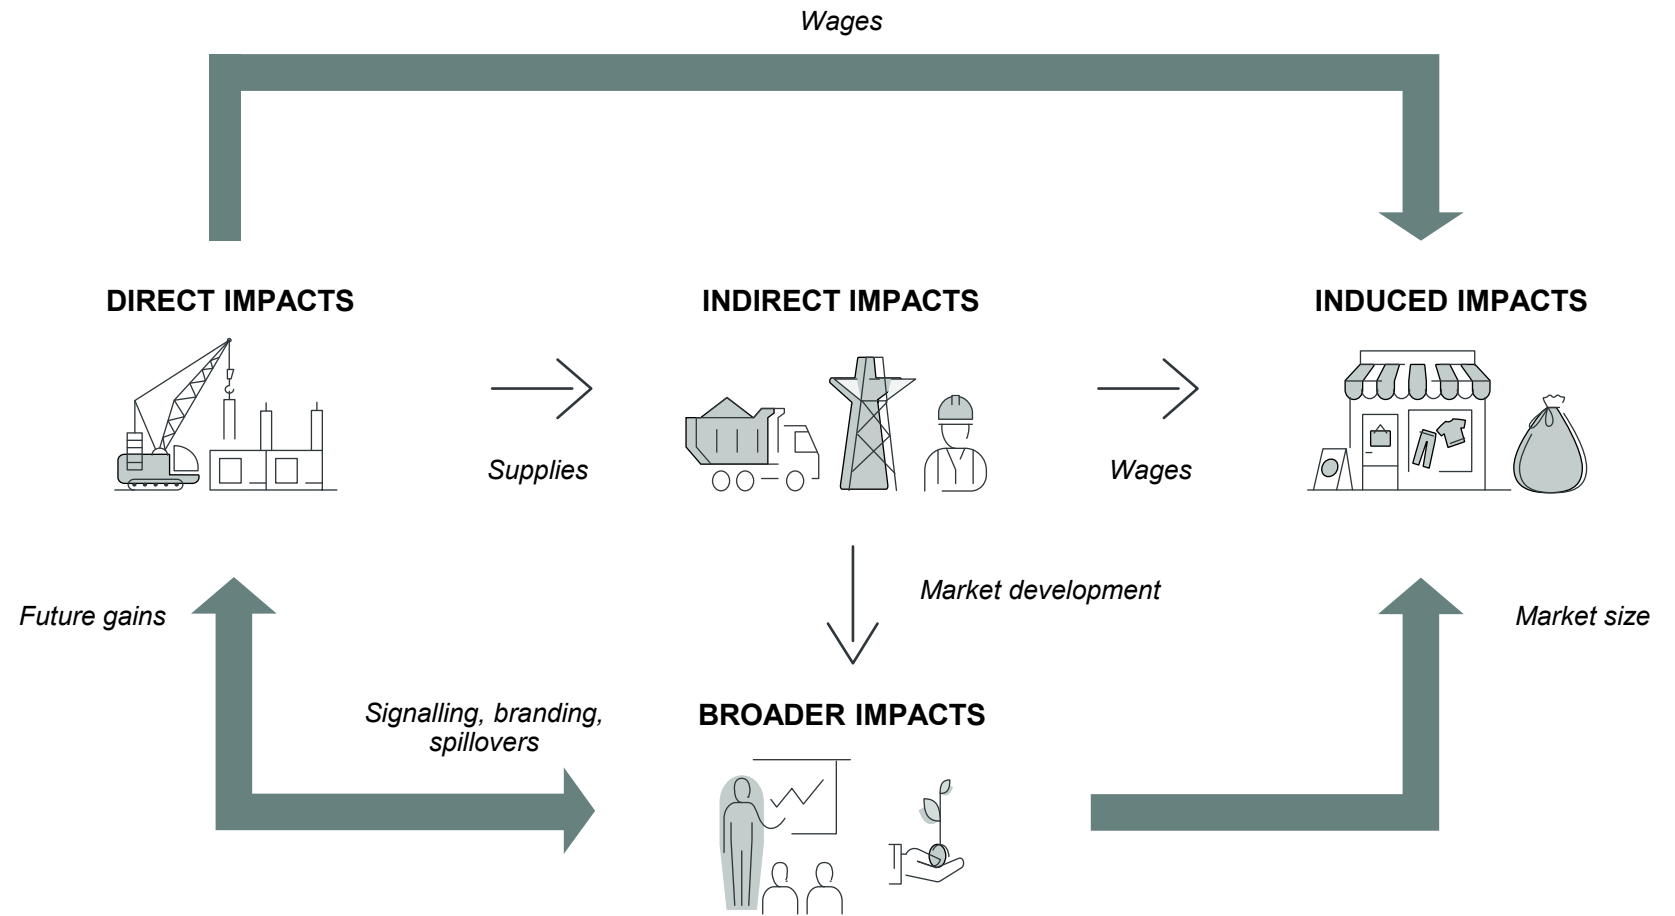 Wages
DIRECT IMPACTS
INDIRECT IMPACTS
INDUCED IMPACTS
Supplies
Wages
Market development
Future gains
Market size
Signalling, branding,
spillovers
BROADER IMPACTS